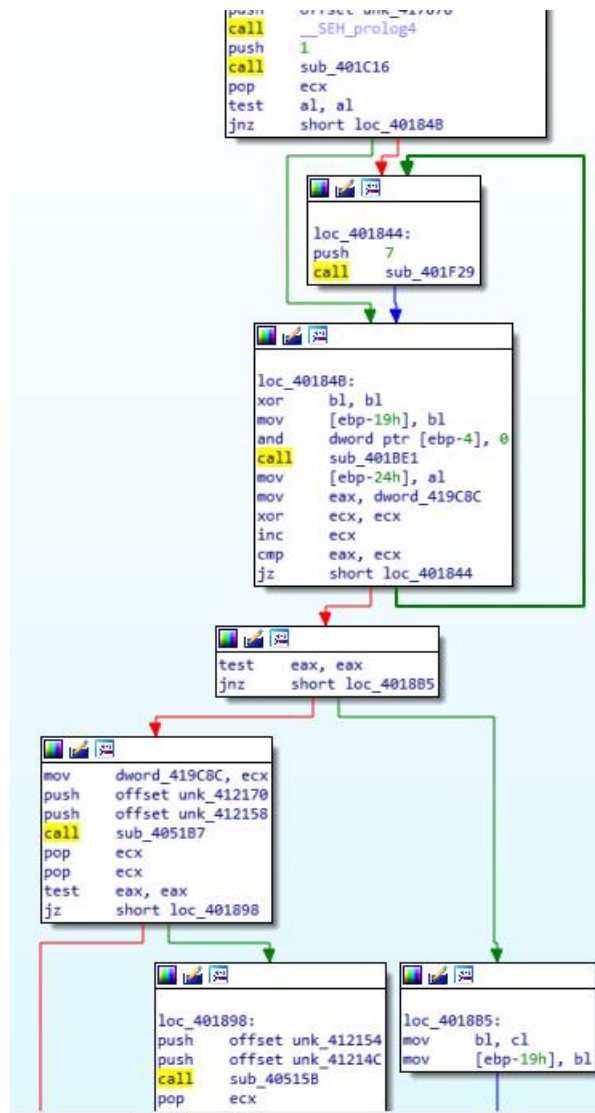 push offset unk_417870
call __SEH_prolog4
push 1
call sub_401C16
pop ecx
test al, al
jnz short loc_40184B
loc_401844:
push 7
call sub_401F29
loc_40184B:
xor bl, bl
mov [ebp-19h], bl
and dword ptr [ebp-4], 0
call sub_401BE1
mov [ebp-24h], al
mov eax, dword_419C8C
xor ecx, ecx
inc ecx
cmp eax, ecx
jz short loc_401844
test eax, eax
jnz short loc_4018B5
mov dword_419C8C, ecx
push offset unk_412170
push offset unk_412158
call sub_4051B7
pop ecx
pop ecx
test eax, eax
jz short loc_401898
loc_401898:
push offset unk_412154
push offset unk_41214C
call sub_40515B
pop ecx
loc_4018B5:
mov bl, cl
mov [ebp-19h], bl